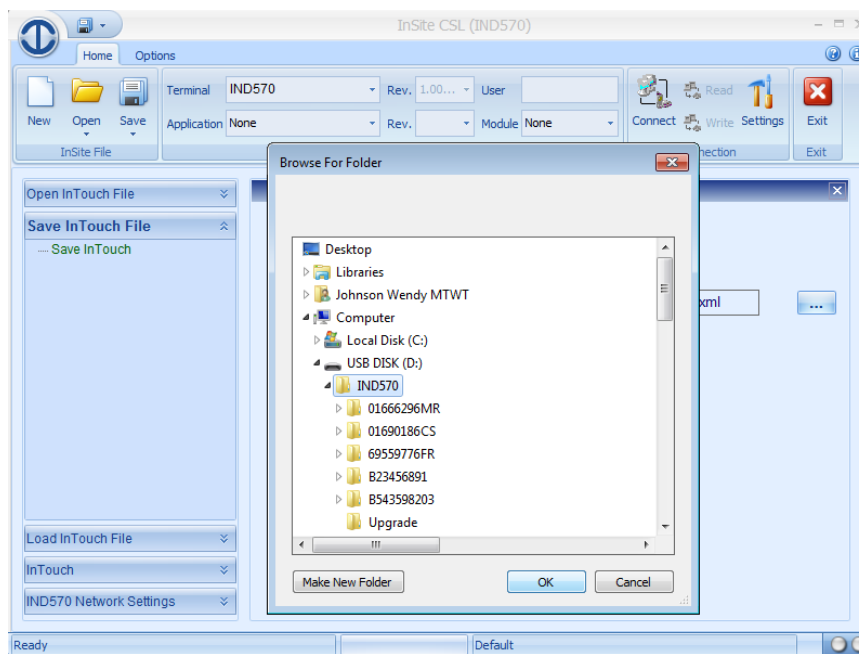 InSite CSL (IND570)
Home Options
Terminal IND570 Rev. 1.00... User
New Open Save Connect Read Write Settings Exit
Application None Rev. Module None
InSite File nection Exit
Browse For Folder
Open InTouch File
Save InTouch File
Save InTouch
Desktop
Libraries
Johnson Wendy MTWT
Computer
xml ...
Local Disk (C:)
USB DISK (D:)
IND570
01666296MR
01690186CS
69559776FR
B23456891
B543598203
Upgrade
Load InTouch File
InTouch
Make New Folder OK Cancel
IND570 Network Settings
Ready Default